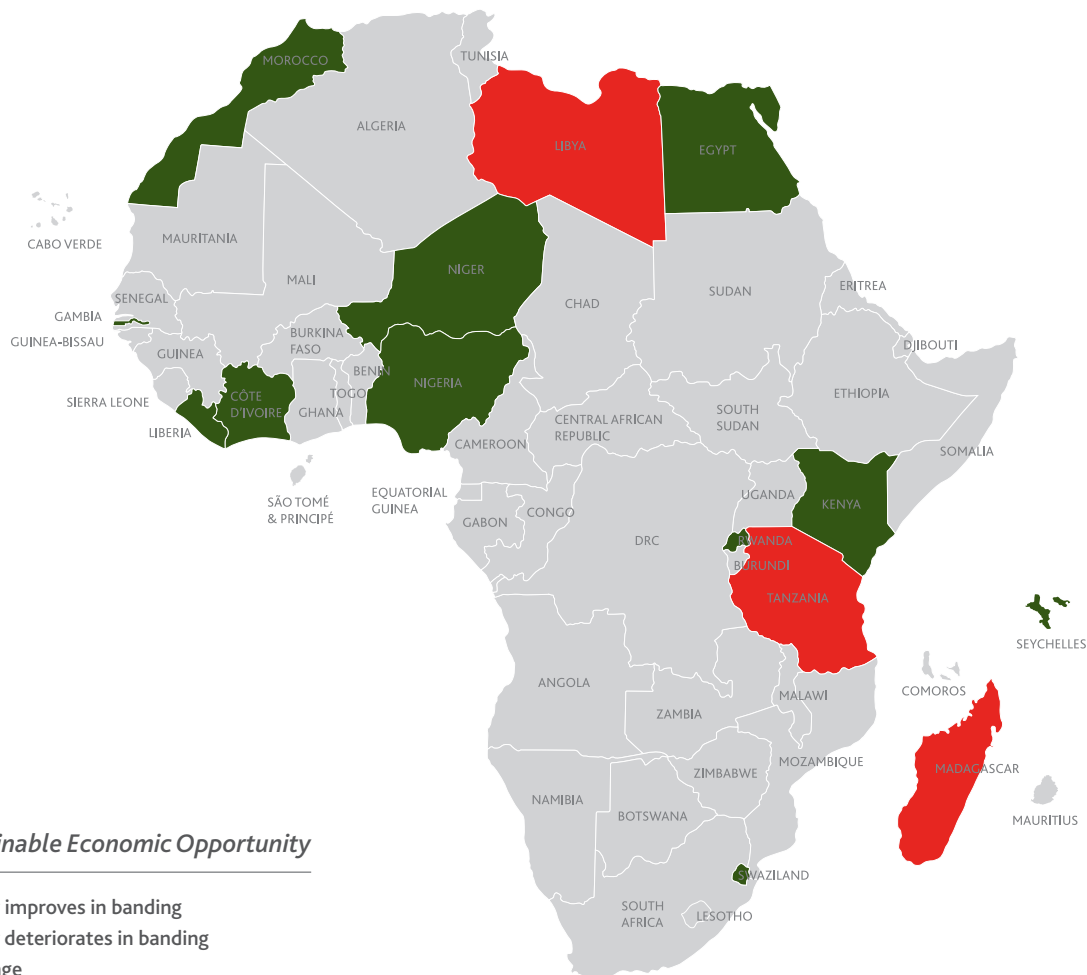 MOROCCO
TUNISIA
ALGERIA
LIBYA
EGYPT
CABO VERDE
MAURITANIA
MALI
NIGER
CHAD
SUDAN
ERITREA
SENEGAL
GAMBIA
GUINEA-BISSAU
GUINEA
BURKINA
FASO
BENIN
NIGERIA
DJIBOUTI
SIERRA LEONE
CÔTE
D'IVOIRE
GHANA
TOGO
LIBERIA
CENTRAL AFRICAN
REPUBLIC
SOUTH
SUDAN
ETHIOPIA
CAMEROON
SOMALIA
SÃO TOMÉ
& PRINCIPÉ
EQUATORIAL
GUINEA
GABON
CONGO
UGANDA
KENYA
DRC
RWANDA
BURUNDI
TANZANIA
SEYCHELLES
ANGOLA
ZAMBIA
MALAWI
COMOROS
MOZAMBIQUE
ZIMBABWE
MADAGASCAR
NAMIBIA
BOTSWANA
MAURITIUS
SWAZILAND
SOUTH
AFRICA
LESOTHO
inable Economic Opportunity
improves in banding
deteriorates in banding